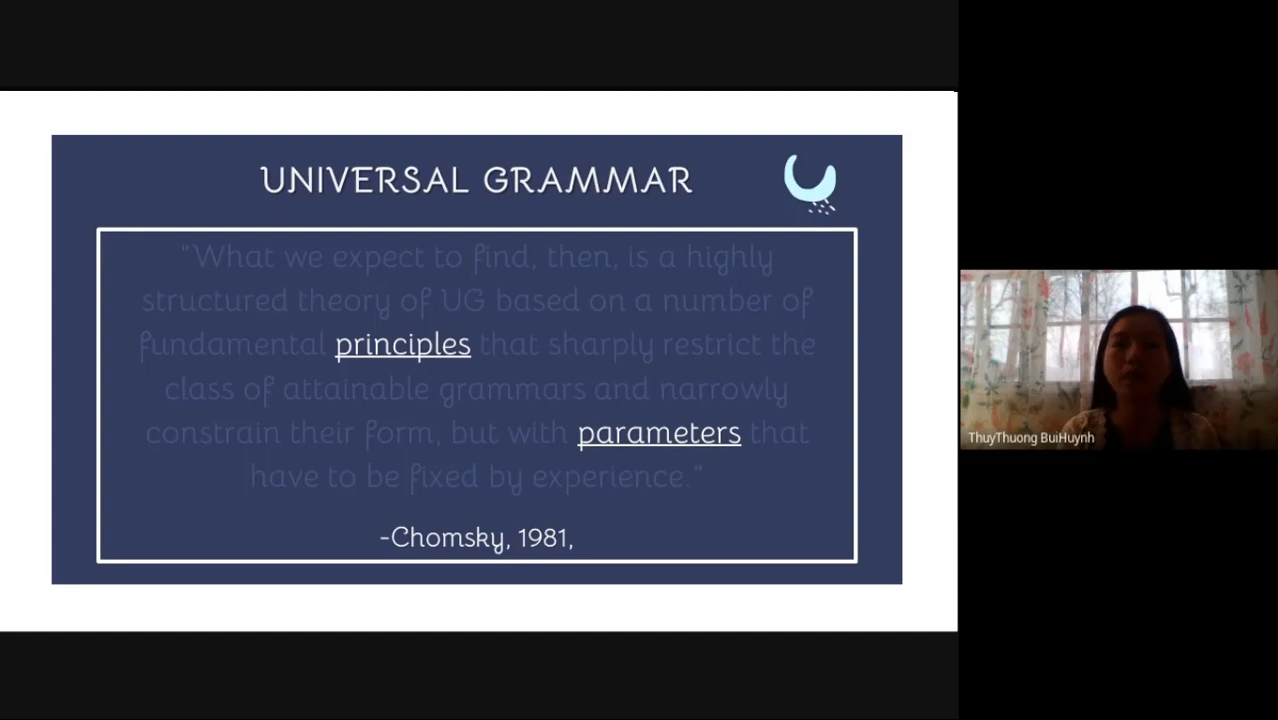 UNIVERSAL GRAMMAR
"What we expect to find, then, is a highly
structured theory of UG based on a number of
fundamental principles that sharply restrict the
class of attainable grammars and narrowly
constrain their form, but with parameters that
have to be fixed by experience."
-Chomsky, 1981,
ThuyThuong BuiHuynh